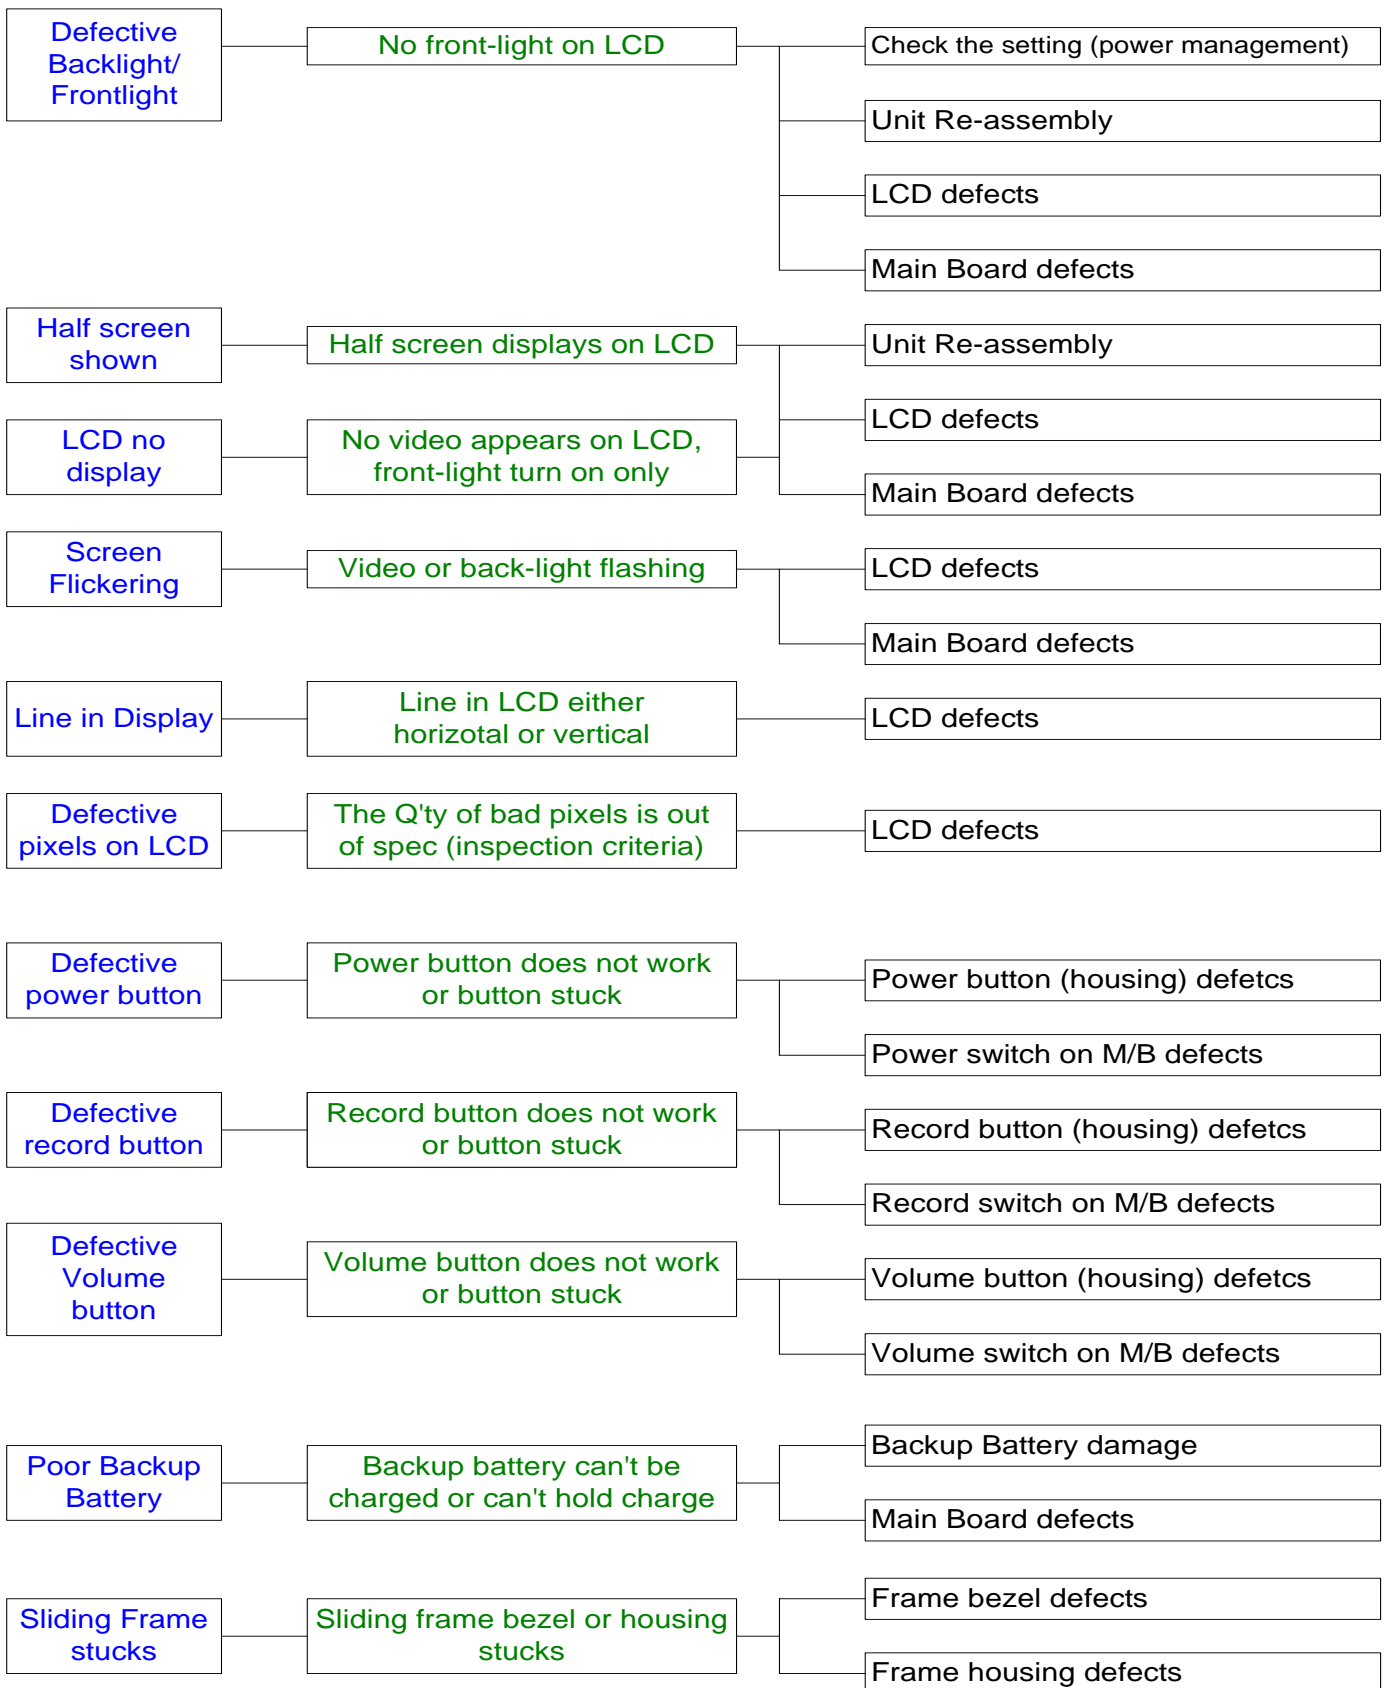 Defective
Backlight/
Frontlight
No front-light on LCD
Check the setting (power management)
Unit Re-assembly
LCD defects
Main Board defects
Half screen
shown
Half screen displays on LCD
Unit Re-assembly
LCD defects
Main Board defects
LCD no
display
No video appears on LCD,
front-light turn on only
Screen
Flickering
Video or back-light flashing
LCD defects
Main Board defects
Line in Display
Line in LCD either
horizotal or vertical
LCD defects
Defective
pixels on LCD
The Q'ty of bad pixels is out
of spec (inspection criteria)
LCD defects
Defective
power button
Power button does not work
or button stuck
Power button (housing) defetcs
Power switch on M/B defects
Defective
record button
Record button does not work
or button stuck
Record button (housing) defetcs
Record switch on M/B defects
Defective
Volume
button
Volume button does not work
or button stuck
Volume button (housing) defetcs
Volume switch on M/B defects
Poor Backup
Battery
Backup battery can't be
charged or can't hold charge
Backup Battery damage
Main Board defects
Sliding Frame
stucks
Sliding frame bezel or housing
stucks
Frame bezel defects
Frame housing defects